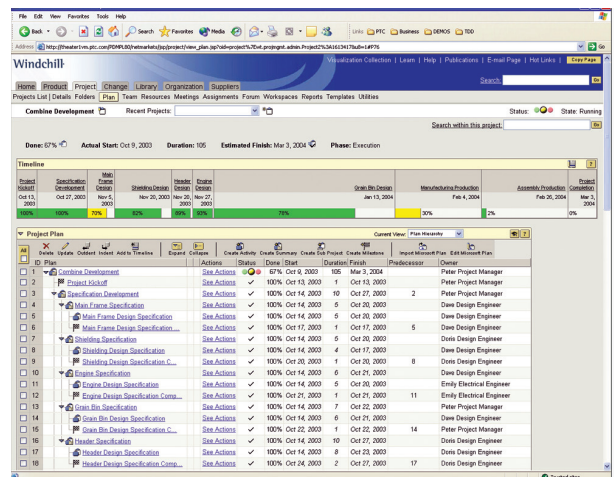 File Edit View Favorites Tools Help
Back Search Favorites Media Links PTC Business DEMOS TDD
Address http://theater1vm.ptc.com/PDMPL80/netmarkets/jsp/project/view_plan.jsp?oid=project Go
Windchill Visualization Collection | Learn | Help | Publications | E-mail Page | Hot Links | Copy Page
Search: Go
Home Product Project Change Library Organization Suppliers
Projects List | Details Folders Plan Team Resources Meetings Assignments Forum Workspaces Reports Templates Utilities
Combine Development Recent Projects: Status: State: Running
Search within this project: Go
Done: 67% Actual Start: Oct 9, 2003 Duration: 105 Estimated Finish: Mar 3, 2004 Phase: Execution
Timeline
Project Kickoff Specification Development Main Frame Design Shielding Design Header Design Engine Design Grain Bin Design Manufacturing Production Assembly Production Project Completion
Oct 13, 2003 Oct 27, 2003 Nov 5, 2003 Nov 20, 2003 Nov 20, 2003 Nov 27, 2003 Jan 13, 2004 Feb 4, 2004 Feb 26, 2004 Mar 3, 2004
100% 100% 70% 82% 30% 2% 0%
Project Plan Current View: Plan Hierarchy
All Delete Update Outdent Indent Add to Timeline Expand Collapse Create Activity Create Summary Create Sub Project Create Milestone Import Microsoft Plan Edit Microsoft Plan
ID Plan Actions Status Done Start Duration Finish Predecessor Owner
1 Combine Development See Actions 67% Oct 9, 2003 105 Mar 3, 2004 Peter Project Manager
2 Project Kickoff See Actions 100% Oct 13, 2003 1 Oct 13, 2003 Peter Project Manager
3 Specification Development See Actions 100% Oct 14, 2003 10 Oct 27, 2003 2 Peter Project Manager
4 Main Frame Specification See Actions 100% Oct 14, 2003 5 Oct 20, 2003 Dave Design Engineer
5 Main Frame Design Specification See Actions 100% Oct 14, 2003 5 Oct 20, 2003 Dave Design Engineer
6 Main Frame Design Specification ... See Actions 100% Oct 17, 2003 1 Oct 17, 2003 5 Dave Design Engineer
7 Shielding Specification See Actions 100% Oct 14, 2003 5 Oct 20, 2003 Doris Design Engineer
8 Shielding Design Specification See Actions 100% Oct 14, 2003 4 Oct 17, 2003 Dave Design Engineer
9 Shielding Design Specification C... See Actions 100% Oct 20, 2003 1 Oct 20, 2003 8 Doris Design Engineer
10 Engine Specification See Actions 100% Oct 14, 2003 6 Oct 21, 2003 Dave Design Engineer
11 Engine Design Specification See Actions 100% Oct 14, 2003 5 Oct 20, 2003 Emily Electrical Engineer
12 Engine Design Specification Comp... See Actions 100% Oct 21, 2003 1 Oct 21, 2003 11 Emily Electrical Engineer
13 Grain Bin Specification See Actions 100% Oct 14, 2003 7 Oct 22, 2003 Peter Project Manager
14 Grain Bin Design Specification See Actions 100% Oct 14, 2003 6 Oct 21, 2003 Dave Design Engineer
15 Grain Bin Design Specification C... See Actions 100% Oct 22, 2003 1 Oct 22, 2003 14 Peter Project Manager
16 Header Specification See Actions 100% Oct 14, 2003 10 Oct 27, 2003 Doris Design Engineer
17 Header Design Specification See Actions 100% Oct 14, 2003 8 Oct 23, 2003 Doris Design Engineer
18 Header Design Specification Comp... See Actions 100% Oct 24, 2003 2 Oct 27, 2003 17 Doris Design Engineer
Trusted sites